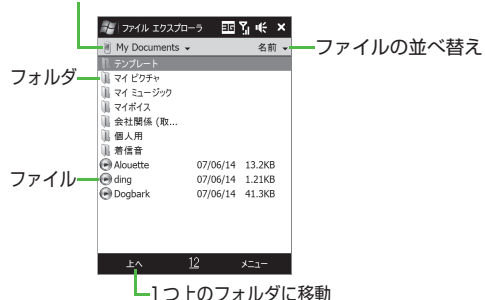 ファイル エクスプローラ 3G
My Documents 名前
ファイルの並べ替え
テンプレート
フォルダ
マイ ピクチャ
マイ ミュージック
マイボイス
会社関係 (取...
個人用
着信音
Alouette 07/06/14 13.2KB
ファイル
ding 07/06/14 1.21KB
Dogbark 07/06/14 41.3KB
上へ 12 メニュー
1つ上のフォルダに移動